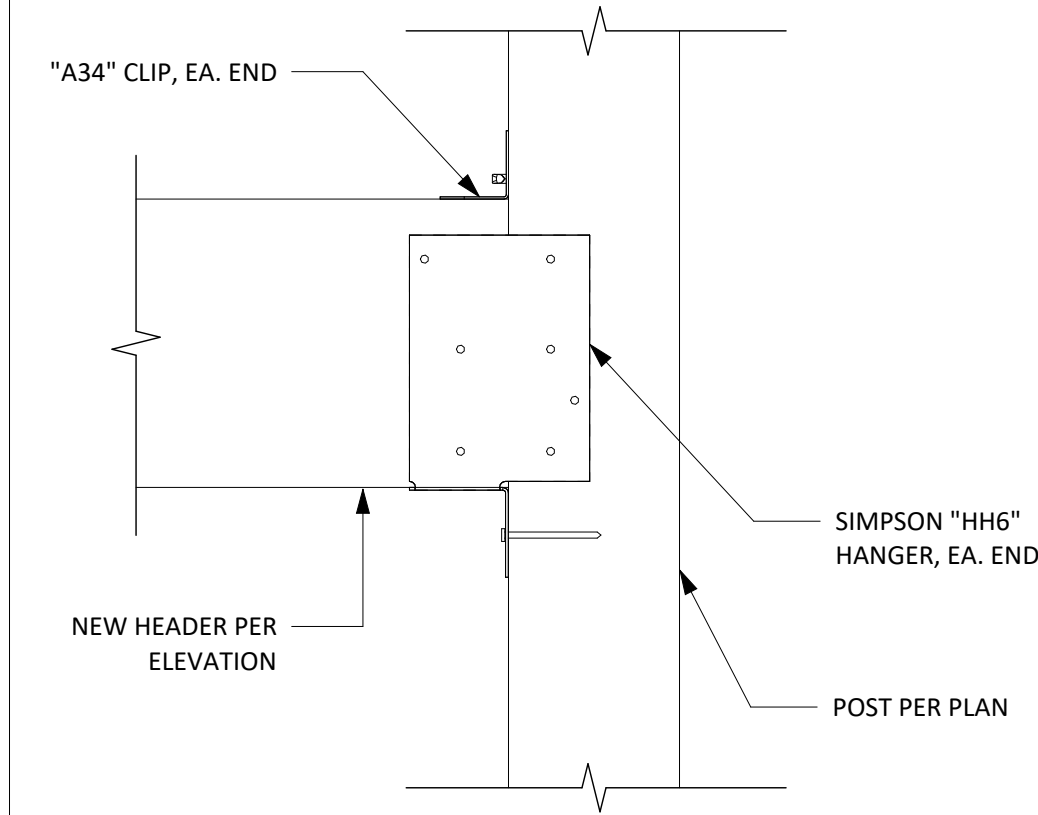 "A34" CLIP, EA. END
SIMPSON "HH6"
HANGER, EA. END
NEW HEADER PER
ELEVATION
POST PER PLAN